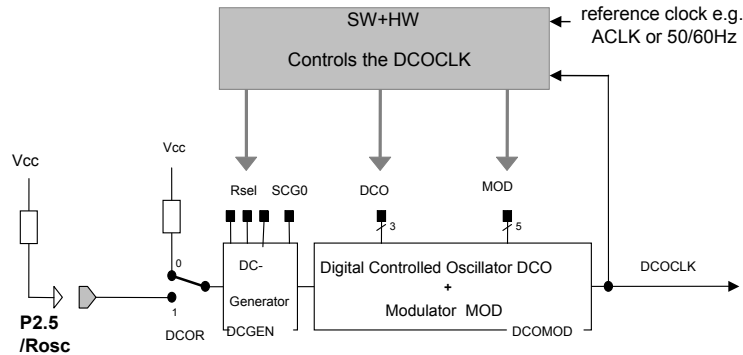 SW+HW
Controls the DCOCLK
reference clock e.g.
ACLK or 50/60Hz
Vcc
Vcc
Rsel SCG0
DCO
MOD
3
5
0
1
DC-
Generator
Digital Controlled Oscillator DCO
+
Modulator MOD
DCOCLK
P2.5
/Rosc
DCOR
DCGEN
DCOMOD